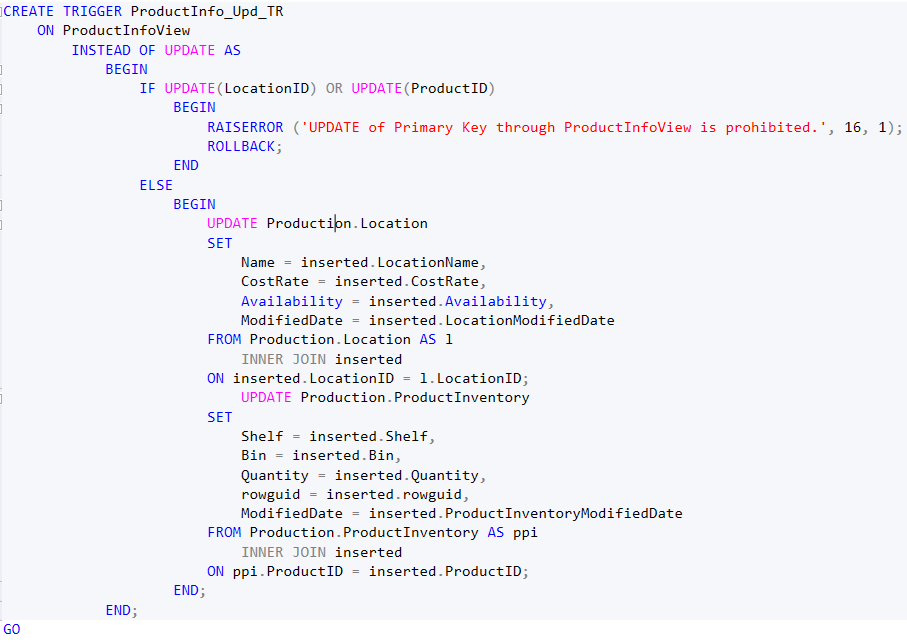 CREATE TRIGGER ProductInfo_Upd_TR
ON ProductInfoView
INSTEAD OF UPDATE AS
BEGIN
IF UPDATE(LocationID) OR UPDATE(ProductID)
BEGIN
RAISERROR ('UPDATE of Primary Key through ProductInfoView is prohibited.', 16, 1);
ROLLBACK;
END
ELSE
BEGIN
UPDATE Production.Location
SET
Name = inserted.LocationName,
CostRate = inserted.CostRate,
Availability = inserted.Availability,
ModifiedDate = inserted.LocationModifiedDate
FROM Production.Location AS l
INNER JOIN inserted
ON inserted.LocationID = l.LocationID;
UPDATE Production.ProductInventory
SET
Shelf = inserted.Shelf,
Bin = inserted.Bin,
Quantity = inserted.Quantity,
rowguid = inserted.rowguid,
ModifiedDate = inserted.ProductInventoryModifiedDate
FROM Production.ProductInventory AS ppi
INNER JOIN inserted
ON ppi.ProductID = inserted.ProductID;
END;
END;
GO